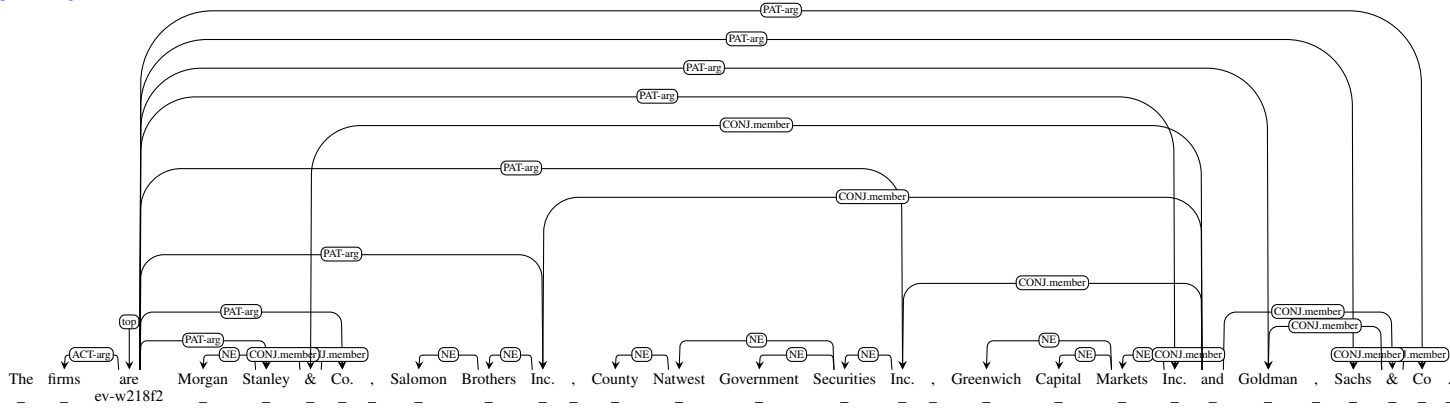 PAT-arg
PAT-arg
PAT-arg
PAT-arg
CONJ.member
PAT-arg
CONJ.member
PAT-arg
CONJ.member
PAT-arg CONJ.member
top
CONJ.member
PAT-arg NE NE
ACT-arg NE CONJ.member J.member NE NE NE NE NE NE NE CONJ.member CONJ.member .member
The firms are Morgan Stanley & Co. , Salomon Brothers Inc. , County Natwest Government Securities Inc. , Greenwich Capital Markets Inc. and Goldman , Sachs & Co .
ev-w218f2